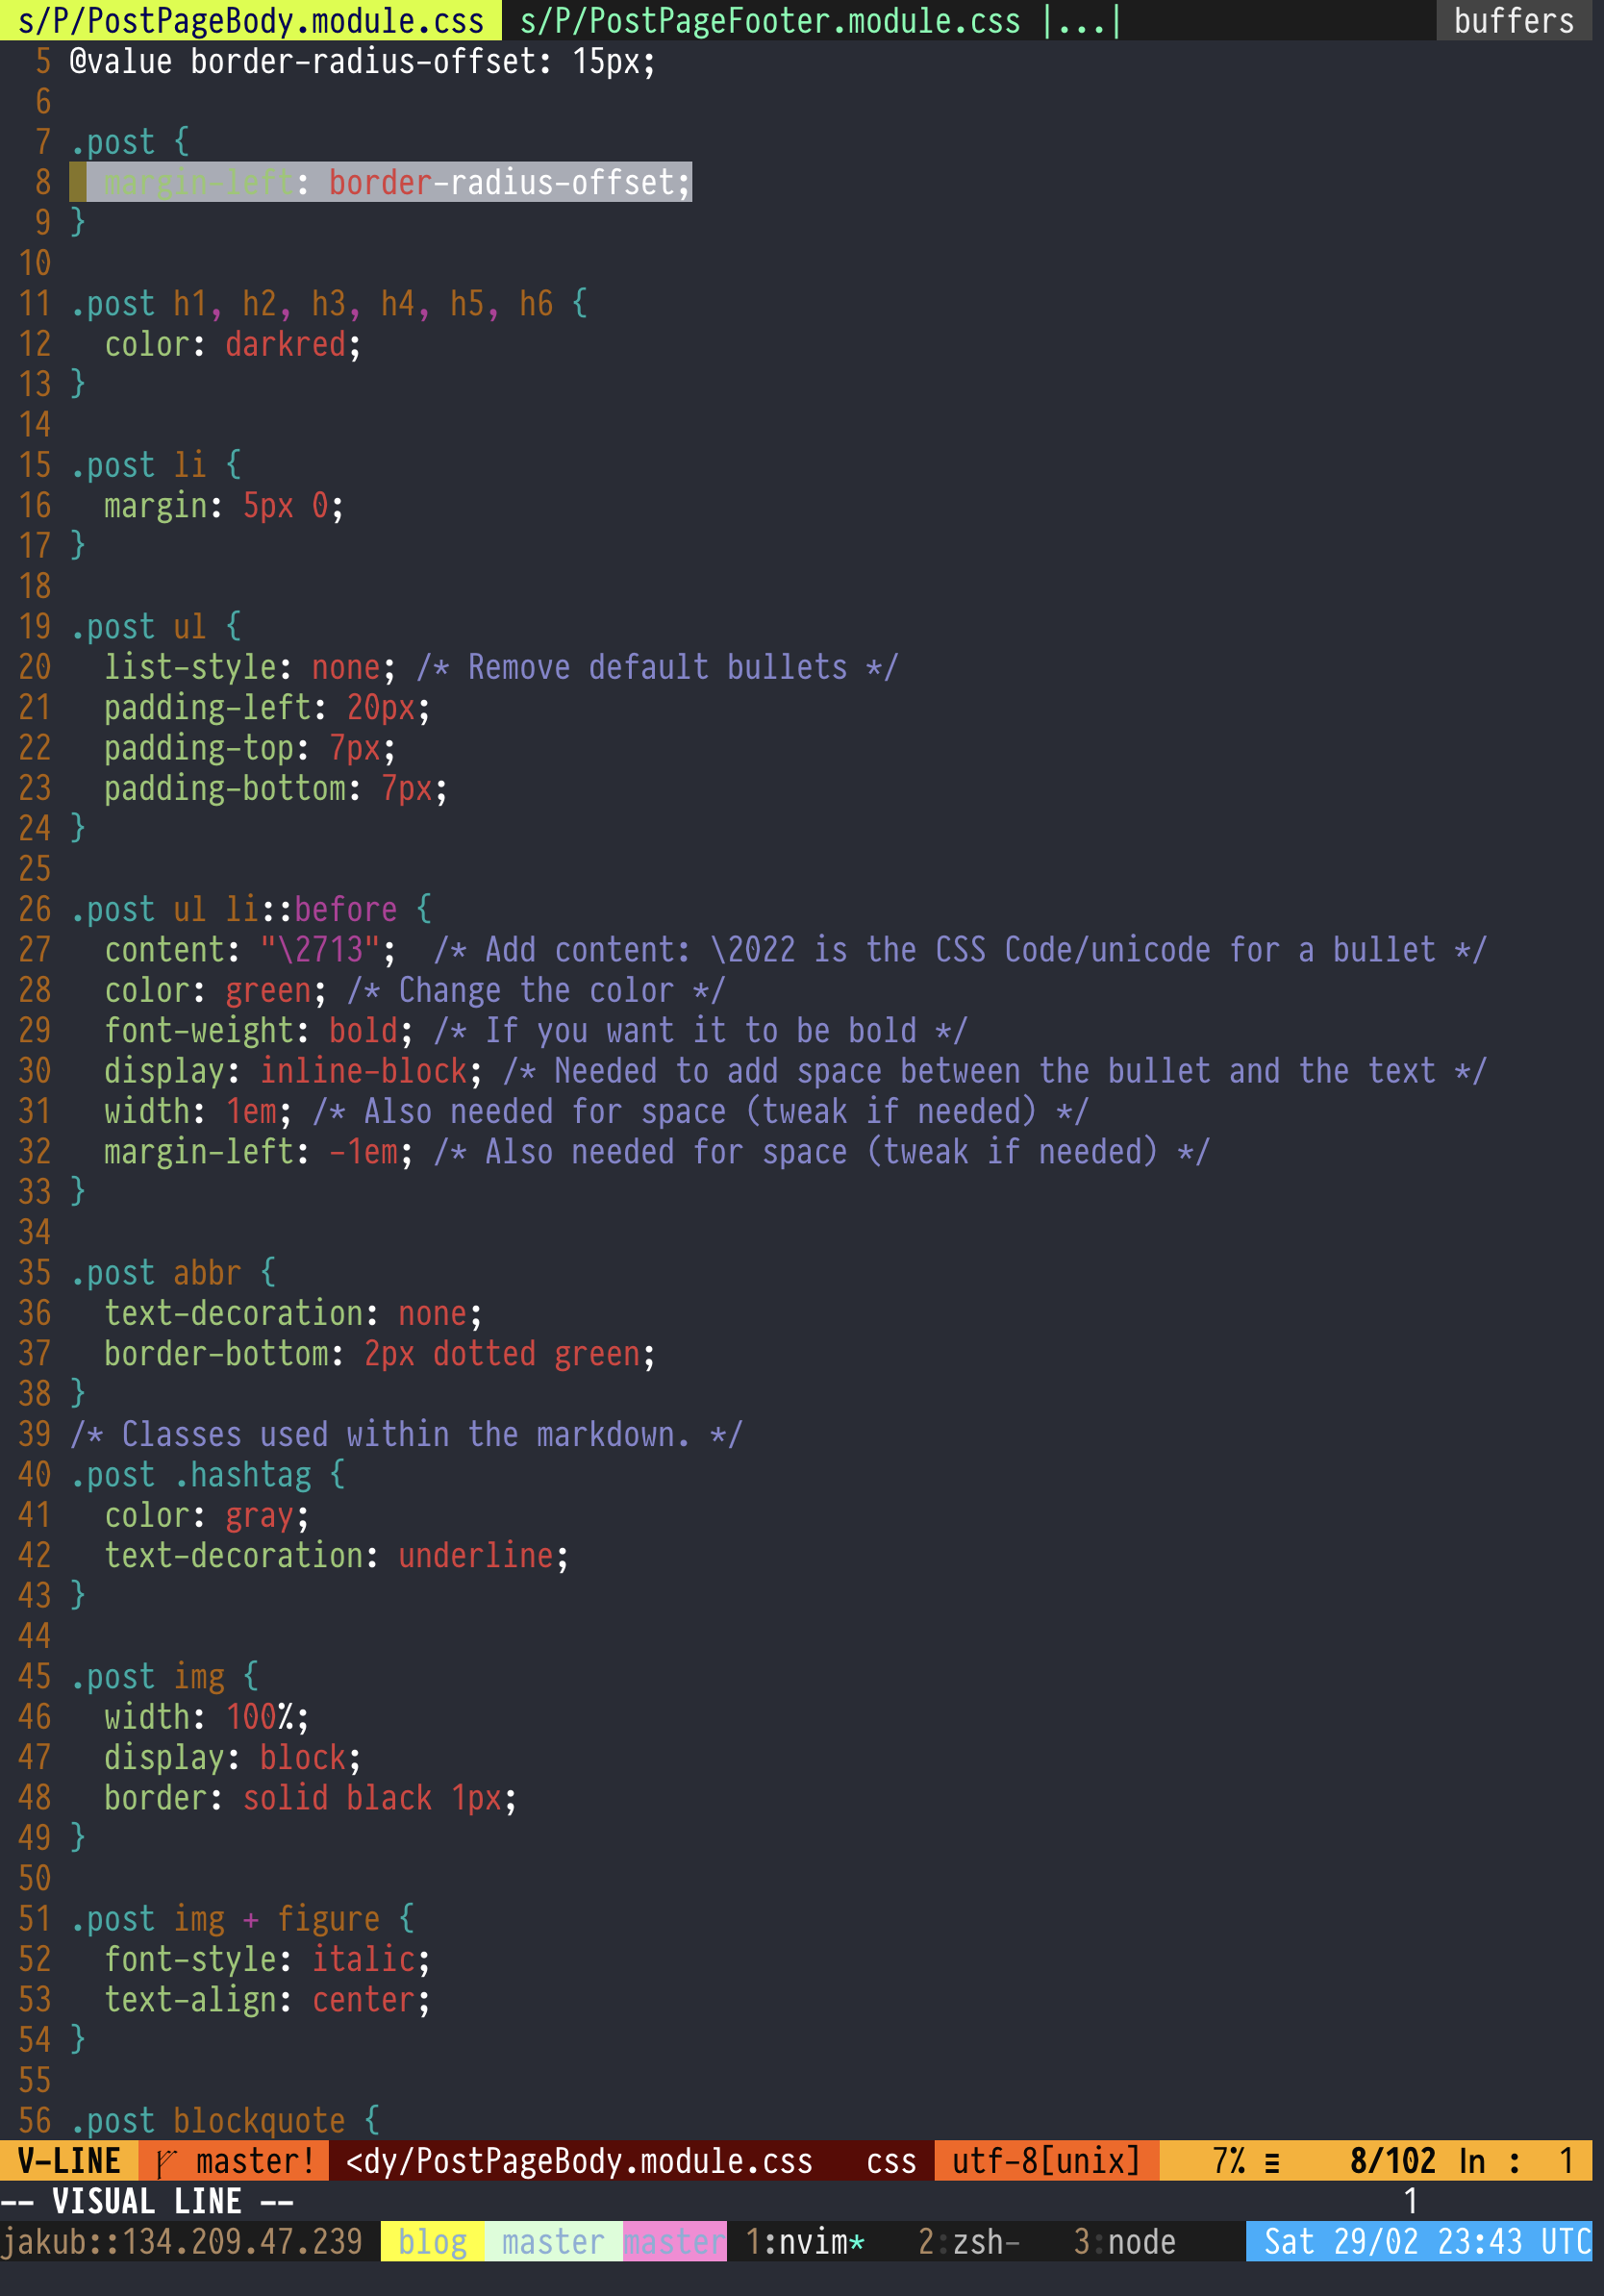 s/P/PostPageBody.module.css s/P/PostPageFooter.module.css |...| buffers
5 @value border-radius-offset: 15px;
6
7 .post {
8   margin-left: border-radius-offset;
9 }
10
11 .post h1, h2, h3, h4, h5, h6 {
12   color: darkred;
13 }
14
15 .post li {
16   margin: 5px 0;
17 }
18
19 .post ul {
20   list-style: none; /* Remove default bullets */
21   padding-left: 20px;
22   padding-top: 7px;
23   padding-bottom: 7px;
24 }
25
26 .post ul li::before {
27   content: "\2713";  /* Add content: \2022 is the CSS Code/unicode for a bullet */
28   color: green; /* Change the color */
29   font-weight: bold; /* If you want it to be bold */
30   display: inline-block; /* Needed to add space between the bullet and the text */
31   width: 1em; /* Also needed for space (tweak if needed) */
32   margin-left: -1em; /* Also needed for space (tweak if needed) */
33 }
34
35 .post abbr {
36   text-decoration: none;
37   border-bottom: 2px dotted green;
38 }
39 /* Classes used within the markdown. */
40 .post .hashtag {
41   color: gray;
42   text-decoration: underline;
43 }
44
45 .post img {
46   width: 100%;
47   display: block;
48   border: solid black 1px;
49 }
50
51 .post img + figure {
52   font-style: italic;
53   text-align: center;
54 }
55
56 .post blockquote {
V-LINE master! <dy/PostPageBody.module.css css utf-8[unix] 7% ≡ 8/102 ln : 1
-- VISUAL LINE -- 1
jakub::134.209.47.239 blog master master 1:nvim* 2:zsh- 3:node Sat 29/02 23:43 UTC